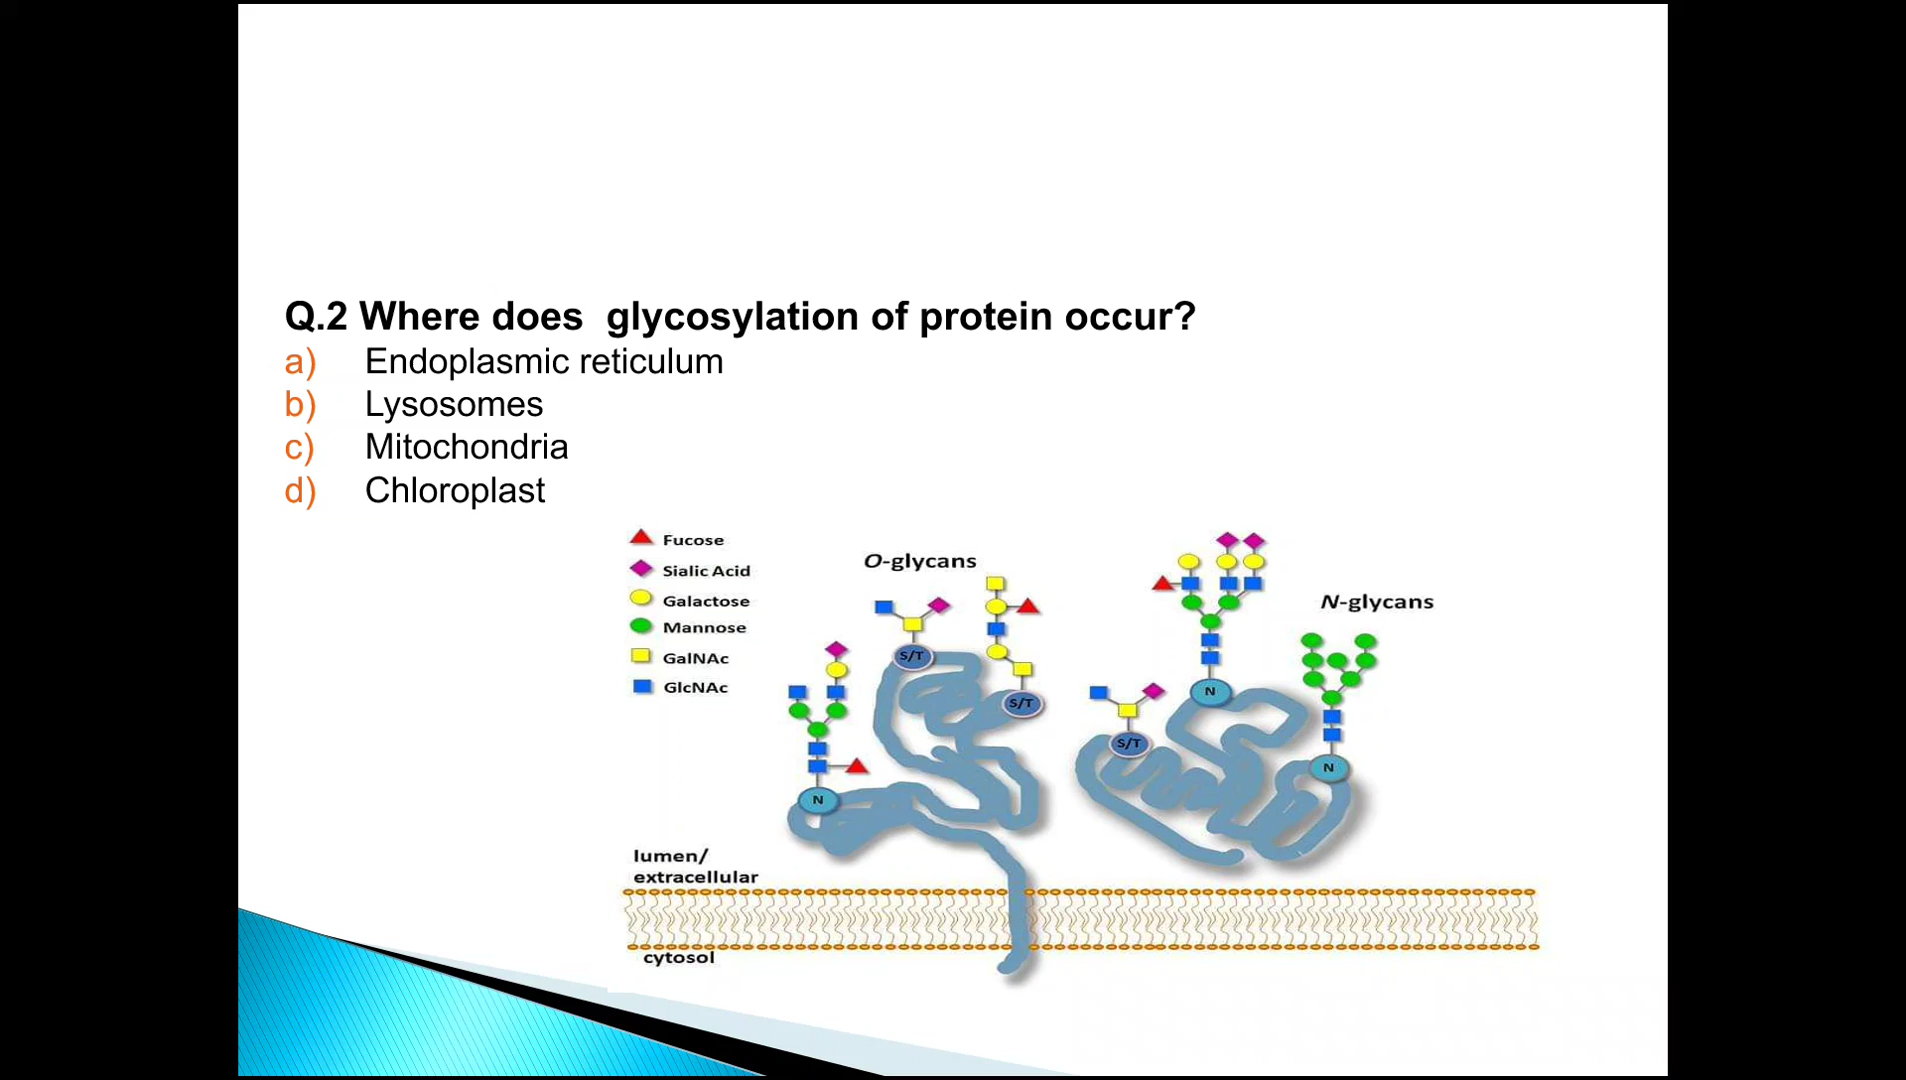 Q.2 Where does  glycosylation of protein occur?
a) Endoplasmic reticulum
b) Lysosomes
c) Mitochondria
d) Chloroplast
Fucose
Sialic Acid
Galactose
Mannose
GalNAc
GlcNAc
O-glycans
N-glycans
S/T
S/T
N
S/T
N
N
lumen/
extracellular
cytosol